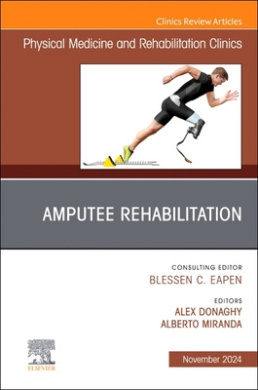 Clinics Review Articles
Physical Medicine and Rehabilitation Clinics
AMPUTEE REHABILITATION
CONSULTING EDITOR
BLESSEN C. EAPEN
EDITORS
ALEX DONAGHY
ALBERTO MIRANDA
ELSEVIER
November 2024